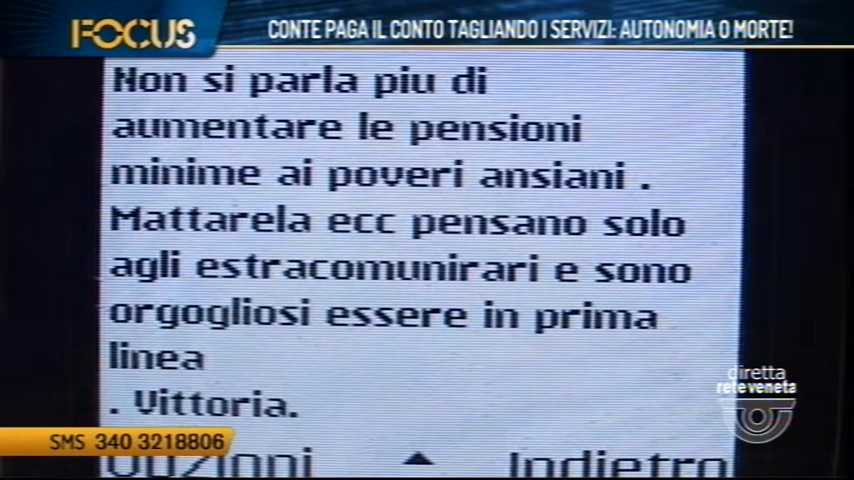 FOCUS
CONTE PAGA IL CONTO TAGLIANDO I SERVIZI: AUTONOMIA O MORTE!
Non si parla piu di
aumentare le pensioni
minime ai poveri ansiani .
Mattarela ecc pensano solo
agli estracomunirari e sono
orgogliosi essere in prima
linea
. Vittoria.
diretta
reteveneta
SMS 340 3218806
Opzioni Indietro